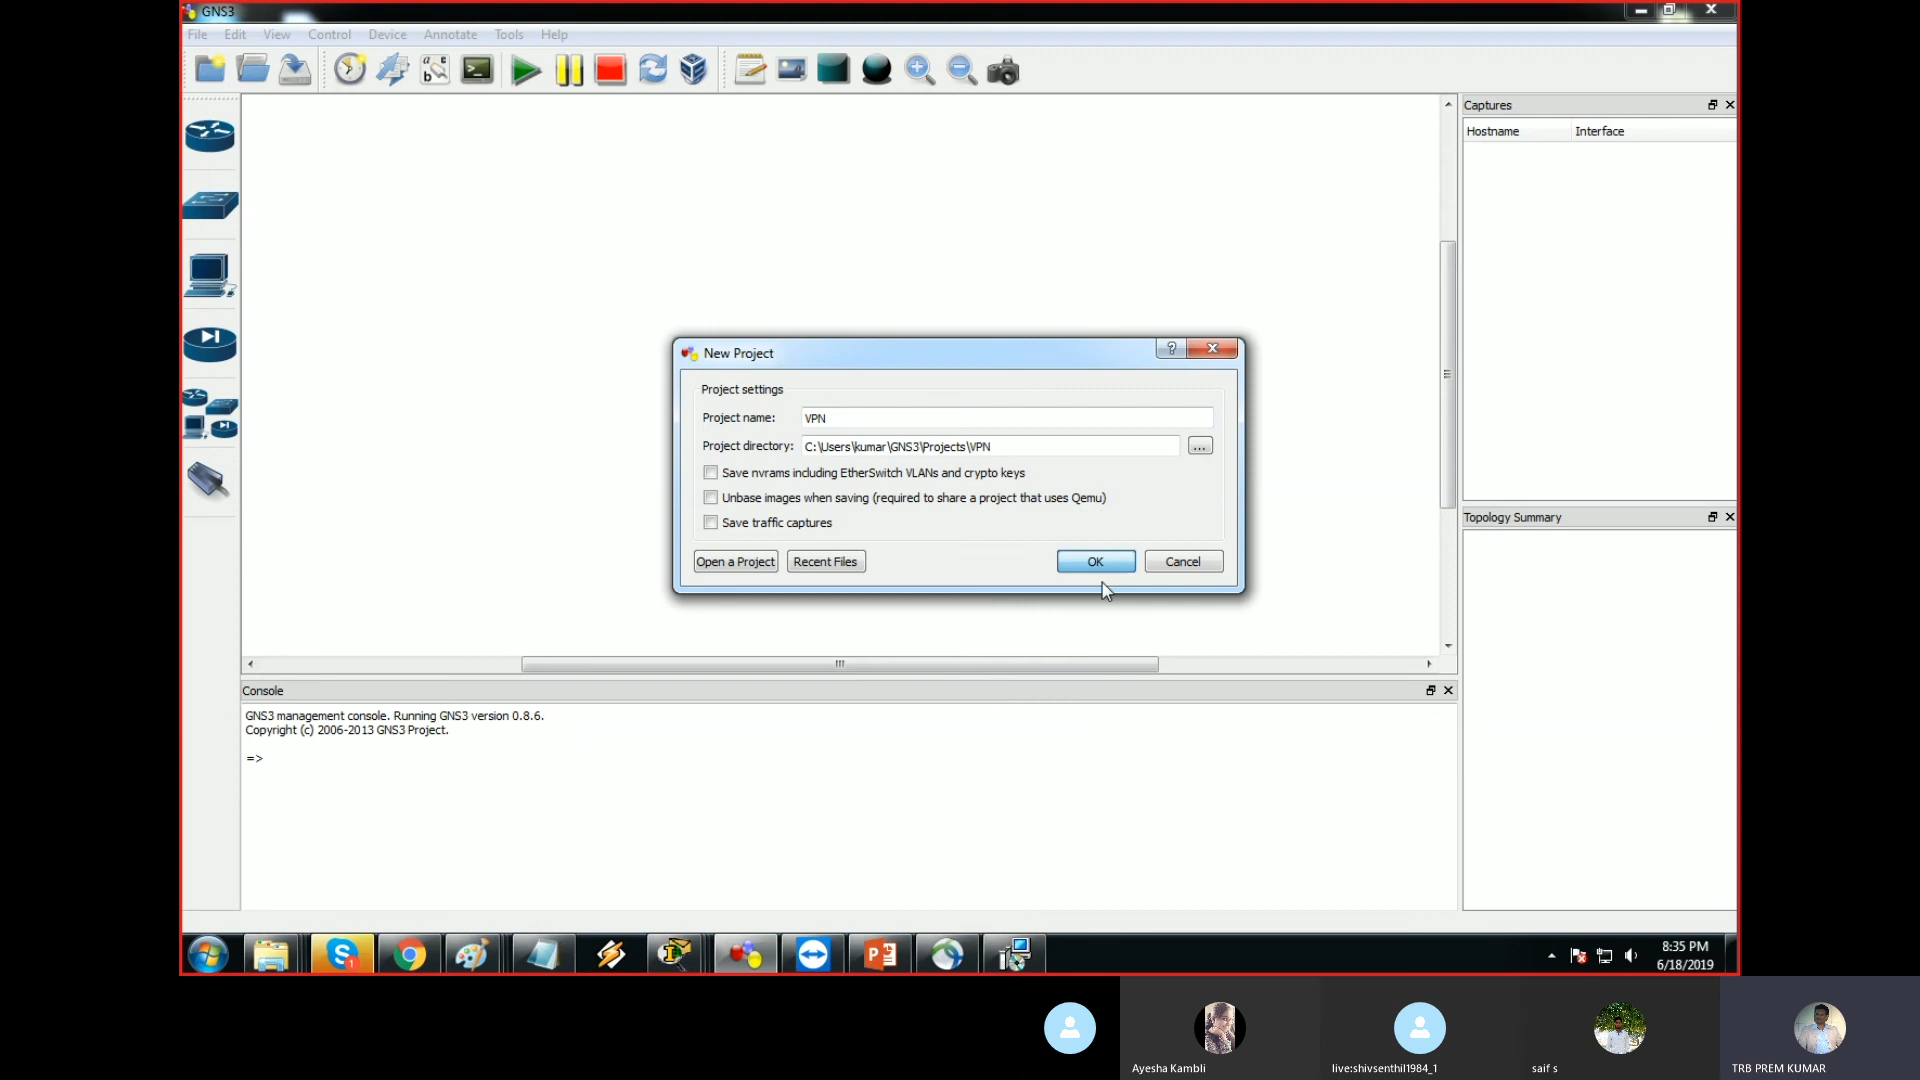 GNS3
File Edit View Control Device Annotate Tools Help
Captures
Hostname Interface
New Project
Project settings
Project name: VPN
Project directory: C:\Users\kumar\GNS3\Projects\VPN ...
Save nvrams including EtherSwitch VLANs and crypto keys
Unbase images when saving (required to share a project that uses Qemu)
Save traffic captures
Open a Project Recent Files OK Cancel
Topology Summary
Console
GNS3 management console. Running GNS3 version 0.8.6.
Copyright (c) 2006-2013 GNS3 Project.
=>
8:35 PM
6/18/2019
Ayesha Kambli
live:shivsenthil1984_1
saif s
TRB PREM KUMAR